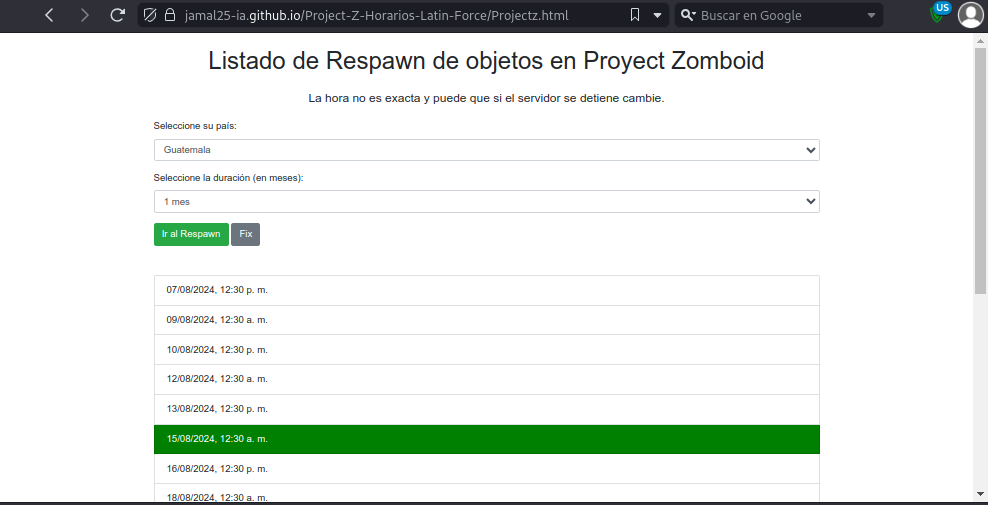 jamal25-ia.github.io/Project-Z-Horarios-Latin-Force/Projectz.html
Buscar en Google
US
Listado de Respawn de objetos en Proyect Zomboid
La hora no es exacta y puede que si el servidor se detiene cambie.
Seleccione su país:
Guatemala
Seleccione la duración (en meses):
1 mes
Ir al Respawn Fix
07/08/2024, 12:30 p. m.
09/08/2024, 12:30 a. m.
10/08/2024, 12:30 p. m.
12/08/2024, 12:30 a. m.
13/08/2024, 12:30 p. m.
15/08/2024, 12:30 a. m.
16/08/2024, 12:30 p. m.
18/08/2024, 12:30 a. m.